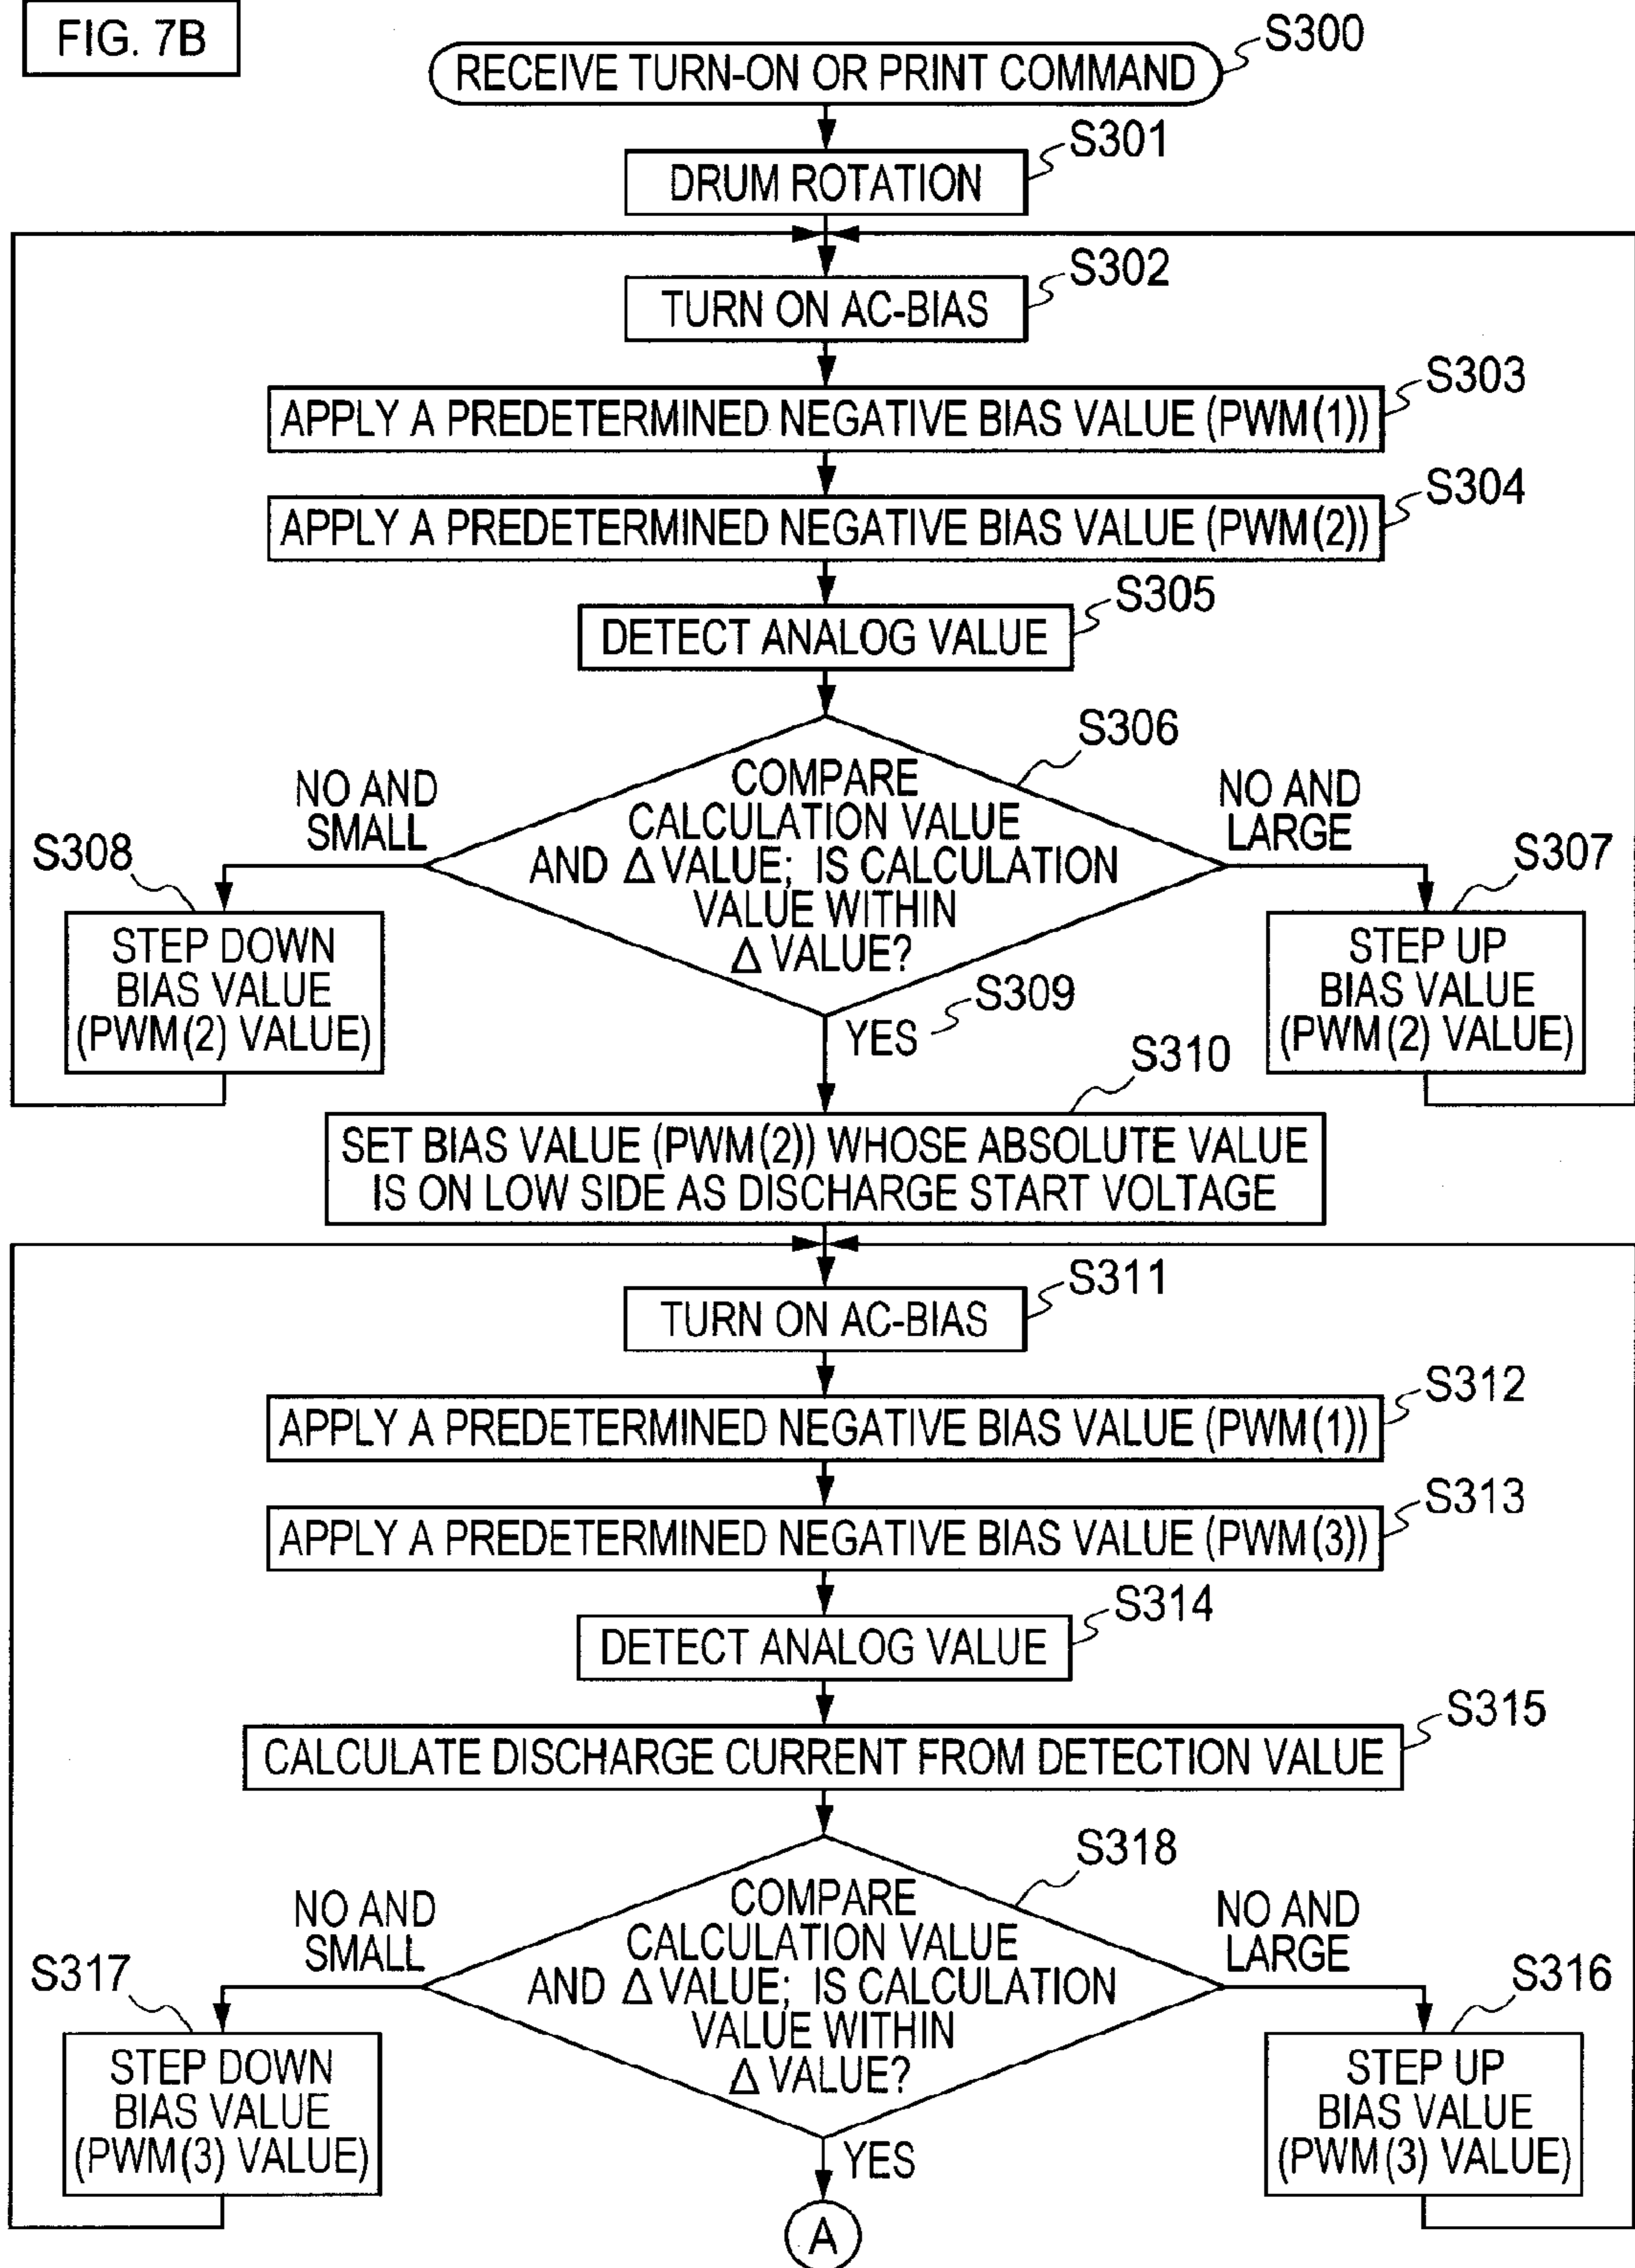 FIG. 7B
RECEIVE TURN-ON OR PRINT COMMAND
S300
DRUM ROTATION
S301
TURN ON AC-BIAS
S302
APPLY A PREDETERMINED NEGATIVE BIAS VALUE (PWM(1))
S303
APPLY A PREDETERMINED NEGATIVE BIAS VALUE (PWM(2))
S304
DETECT ANALOG VALUE
S305
S306
COMPARE
CALCULATION VALUE
AND Δ VALUE; IS CALCULATION
VALUE WITHIN
Δ VALUE?
NO AND
SMALL
NO AND
LARGE
S308
STEP DOWN
BIAS VALUE
(PWM(2) VALUE)
S307
STEP UP
BIAS VALUE
(PWM(2) VALUE)
YES
S309
S310
SET BIAS VALUE (PWM(2)) WHOSE ABSOLUTE VALUE
IS ON LOW SIDE AS DISCHARGE START VOLTAGE
TURN ON AC-BIAS
S311
APPLY A PREDETERMINED NEGATIVE BIAS VALUE (PWM(1))
S312
APPLY A PREDETERMINED NEGATIVE BIAS VALUE (PWM(3))
S313
DETECT ANALOG VALUE
S314
CALCULATE DISCHARGE CURRENT FROM DETECTION VALUE
S315
S318
COMPARE
CALCULATION VALUE
AND Δ VALUE; IS CALCULATION
VALUE WITHIN
Δ VALUE?
NO AND
SMALL
NO AND
LARGE
S317
STEP DOWN
BIAS VALUE
(PWM(3) VALUE)
S316
STEP UP
BIAS VALUE
(PWM(3) VALUE)
YES
A